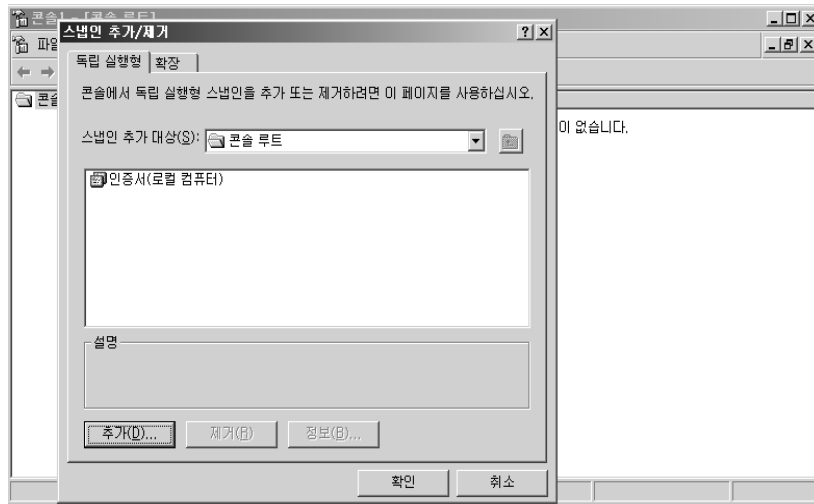 콘솔1 - [콘솔 루트]
스냅인 추가/제거
파일
독립 실행형
확장
콘솔에서 독립 실행형 스냅인을 추가 또는 제거하려면 이 페이지를 사용하십시오.
스냅인 추가 대상(S):
콘솔 루트
콘솔
이 없습니다.
인증서(로컬 컴퓨터)
설명
추가(D)...
제거(R)
정보(B)...
확인
취소